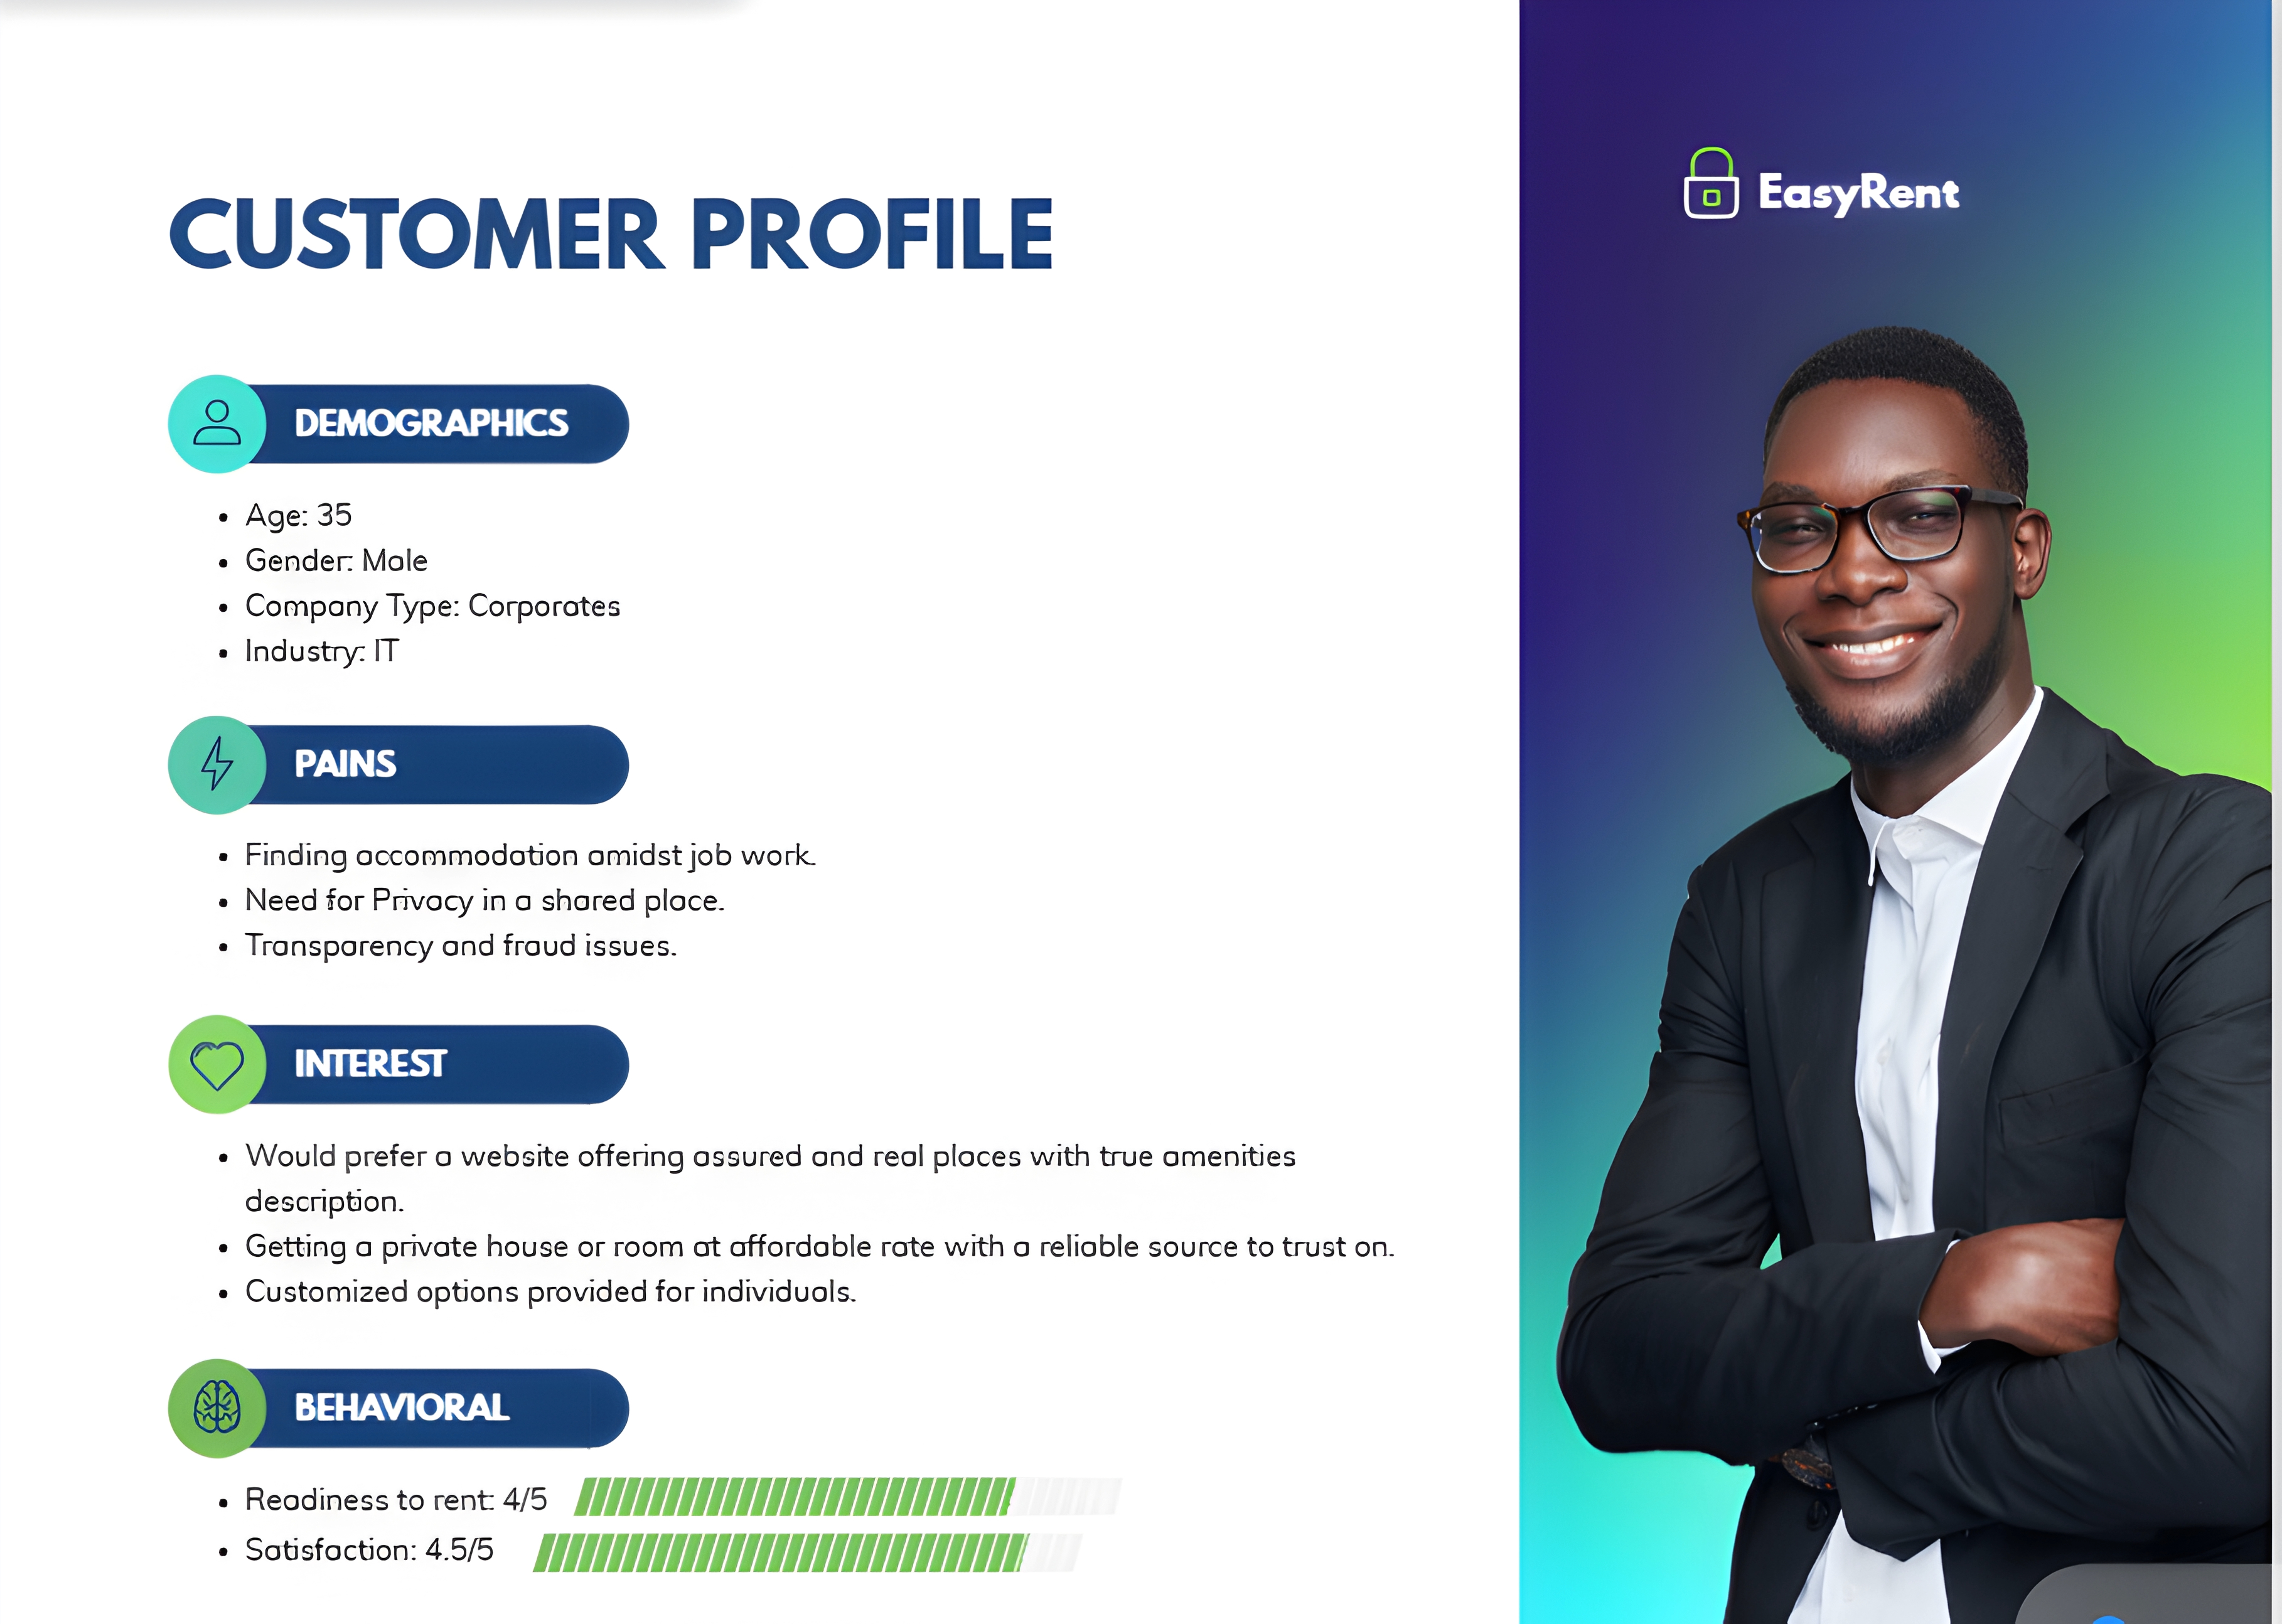 CUSTOMER PROFILE
EasyRent
DEMOGRAPHICS
• Age: 35
• Gender: Male
• Company Type: Corporates
• Industry: IT
PAINS
• Finding accommodation amidst job work.
• Need for Privacy in a shared place.
• Transparency and fraud issues.
INTEREST
• Would prefer a website offering assured and real places with true amenities
description.
• Getting a private house or room at affordable rate with a reliable source to trust on.
• Customized options provided for individuals.
BEHAVIORAL
• Readiness to rent: 4/5
• Satisfaction: 4.5/5